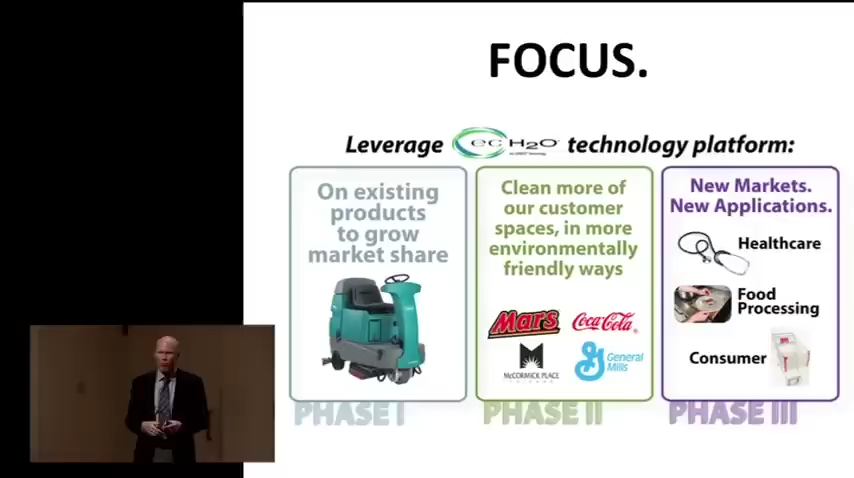 FOCUS.
Leverage ec H2O technology platform:
On existing
products
to grow
market share
PHASE I
Clean more of
our customer
spaces, in more
environmentally
friendly ways
Mars Coca-Cola
McCORMICK PLACE
General
Mills
PHASE II
New Markets.
New Applications.
Healthcare
Food
Processing
Consumer
PHASE III